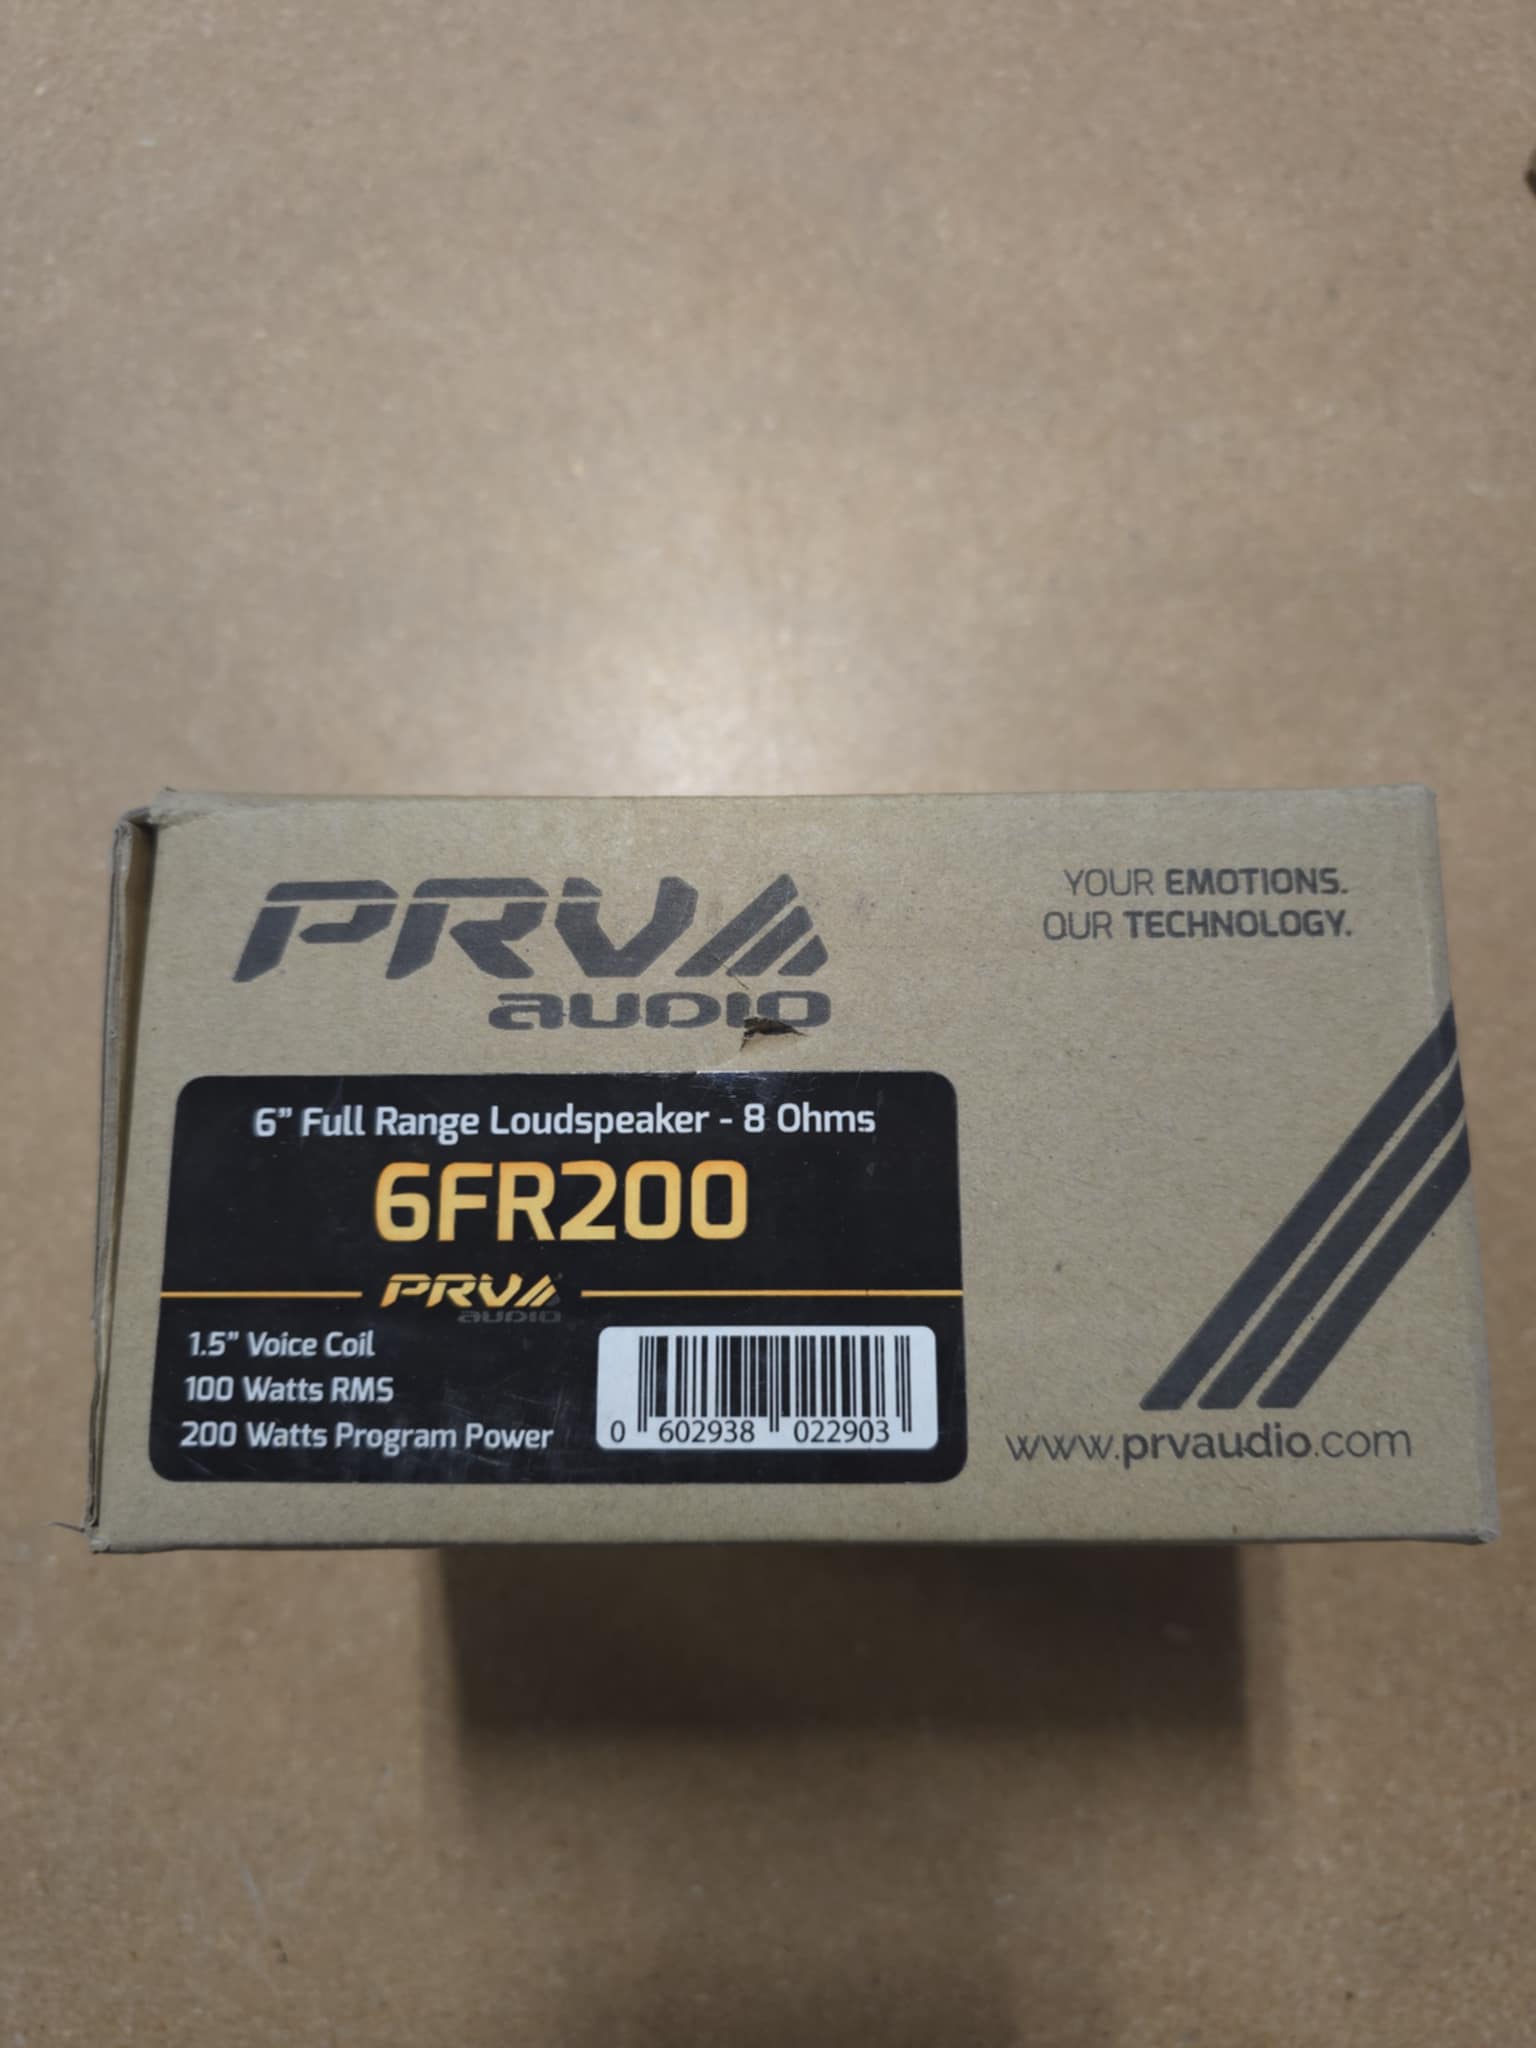 PRV
AUDIO
YOUR EMOTIONS.
OUR TECHNOLOGY.
6" Full Range Loudspeaker - 8 Ohms
6FR200
PRV
AUDIO
1.5" Voice Coil
100 Watts RMS
200 Watts Program Power
0 602938 022903
www.prvaudio.com